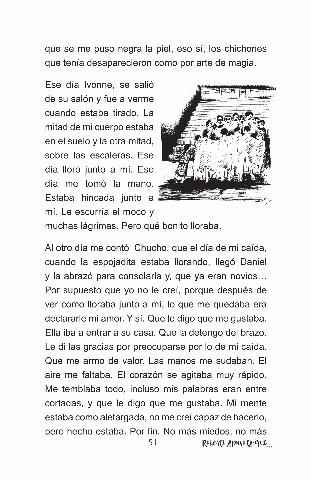 que se me puso negra la piel, eso sí, los chichones
que tenía desaparecieron como por arte de magia.
Ese día Ivonne, se salió
de su salón y fue a verme
cuando estaba tirado. La
mitad de mi cuerpo estaba
en el suelo y la otra mitad,
sobre las escaleras. Ese
día lloró junto a mí. Ese
día me tomó la mano.
Estaba hincada junto a
mí. Le escurría el moco y
muchas lágrimas. Pero qué bonito lloraba.
Al otro día me contó Chucho, que el día de mi caída,
cuando la espojadita estaba llorando, llegó Daniel
y la abrazó para consolarla y, que ya eran novios…
Por supuesto que yo no le creí, porque después de
ver como lloraba junto a mí, lo que me quedaba era
declararle mi amor. Y sí. Que le digo que me gustaba.
Ella iba a entrar a su casa. Que la detengo del brazo.
Le di las gracias por preocuparse por lo de mi caída.
Que me armo de valor. Las manos me sudaban. El
aire me faltaba. El corazón se agitaba muy rápido.
Me temblaba todo, incluso mis palabras eran entre
cortadas, y que le digo que me gustaba. Mi mente
estaba como aletargada, no me creí capaz de hacerlo,
pero hecho estaba. Por fin. No más miedos, no más
51